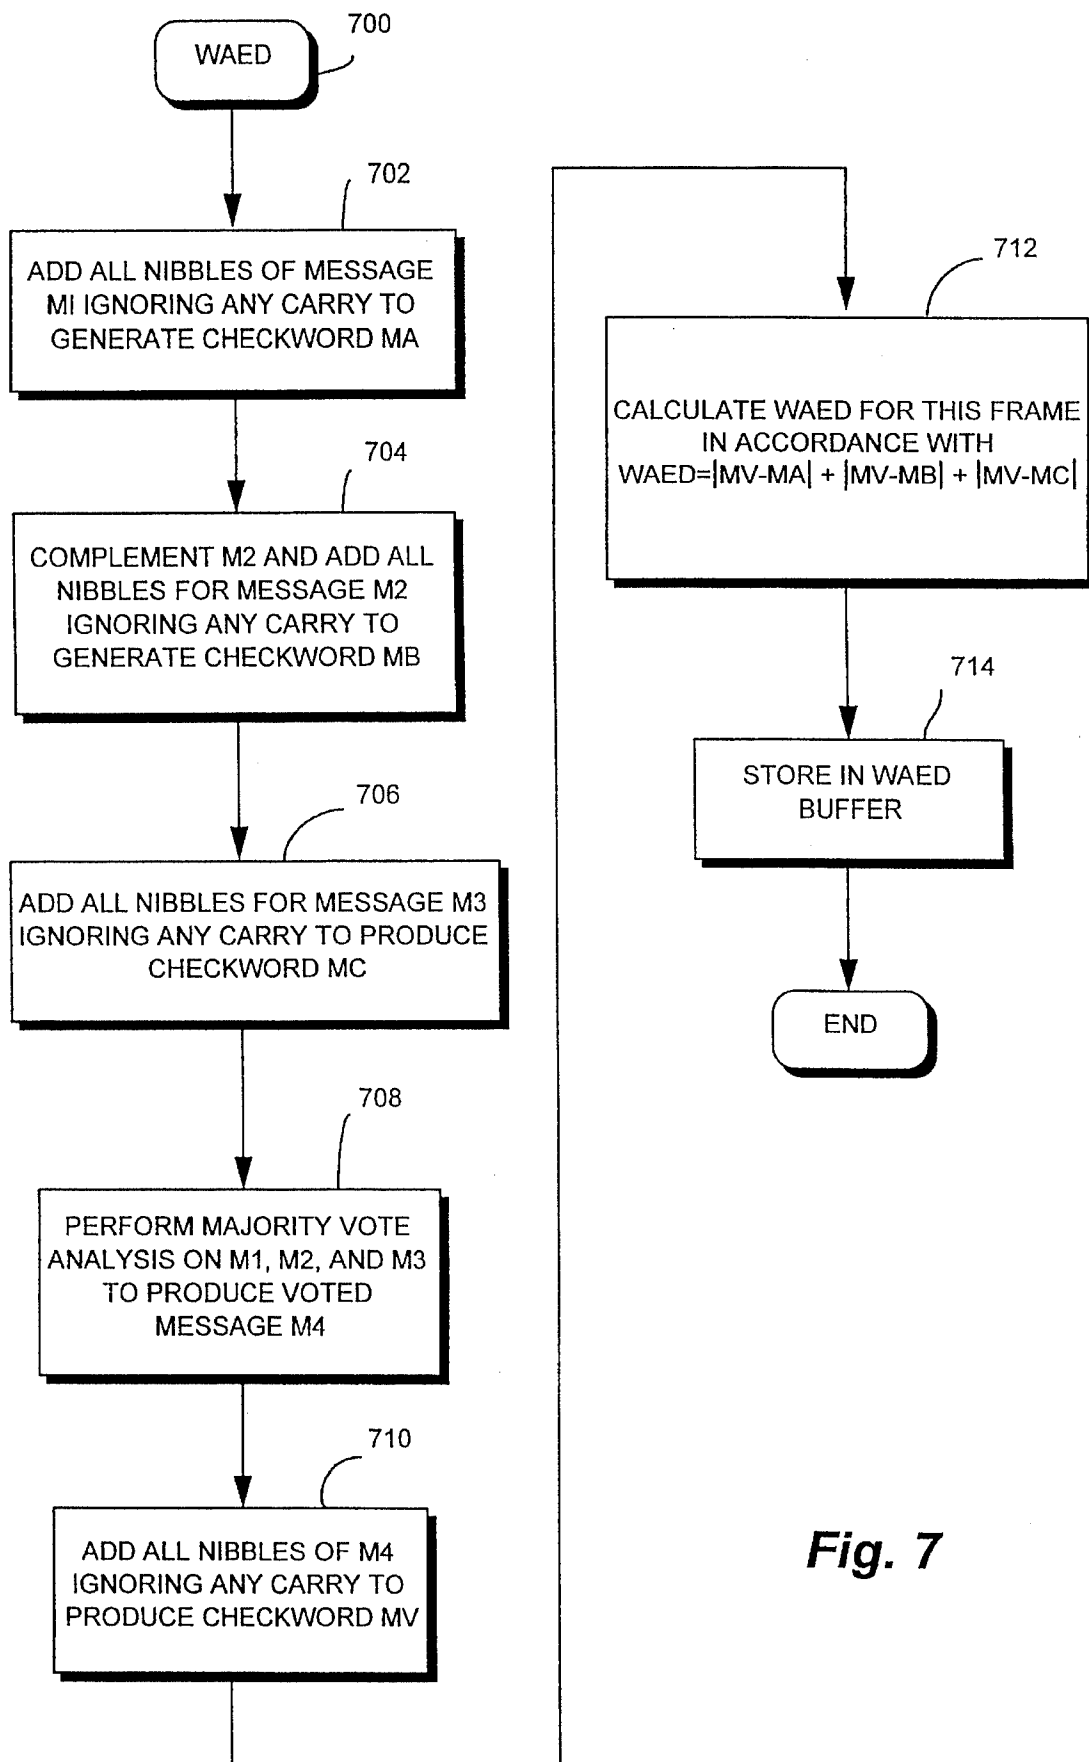 WAED
700
702
ADD ALL NIBBLES OF MESSAGE
MI IGNORING ANY CARRY TO
GENERATE CHECKWORD MA
704
COMPLEMENT M2 AND ADD ALL
NIBBLES FOR MESSAGE M2
IGNORING ANY CARRY TO
GENERATE CHECKWORD MB
706
ADD ALL NIBBLES FOR MESSAGE M3
IGNORING ANY CARRY TO PRODUCE
CHECKWORD MC
708
PERFORM MAJORITY VOTE
ANALYSIS ON M1, M2, AND M3
TO PRODUCE VOTED
MESSAGE M4
710
ADD ALL NIBBLES OF M4
IGNORING ANY CARRY TO
PRODUCE CHECKWORD MV
712
CALCULATE WAED FOR THIS FRAME
IN ACCORDANCE WITH
WAED=|MV-MA| + |MV-MB| + |MV-MC|
714
STORE IN WAED
BUFFER
END
Fig. 7